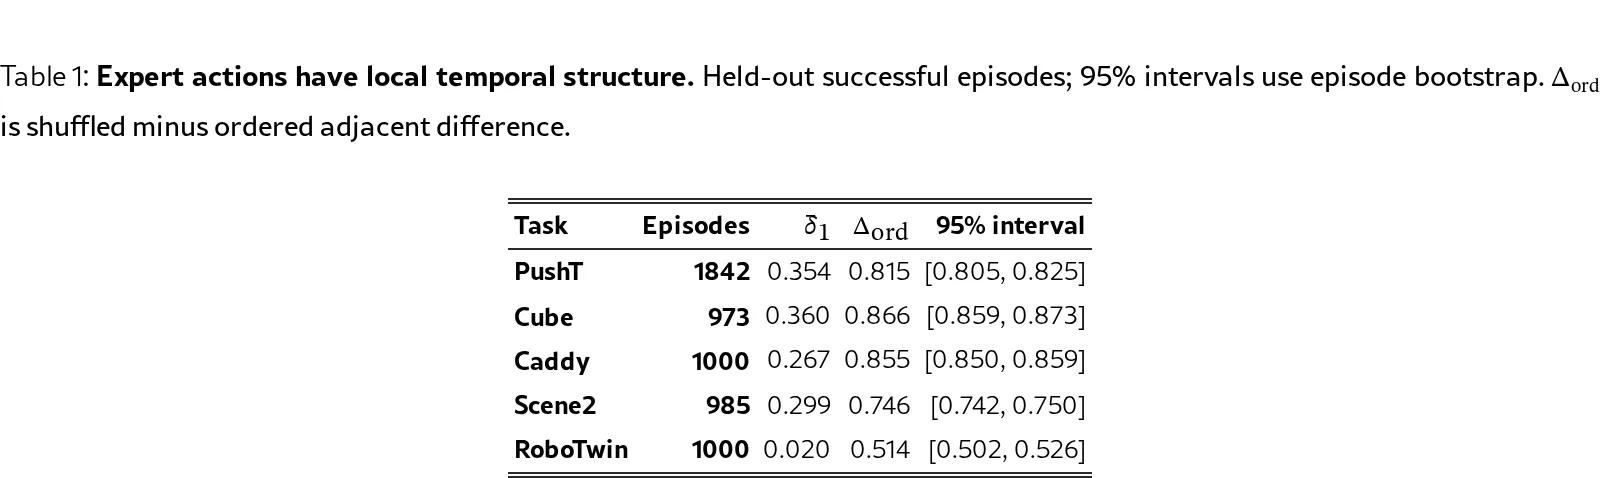 Table 1: Expert actions have local temporal structure. Held-out successful episodes; 95% intervals use episode bootstrap. Δord
is shuffled minus ordered adjacent difference.
Task Episodes δ̄1 Δord 95% interval
PushT 1842 0.354 0.815 [0.805, 0.825]
Cube 973 0.360 0.866 [0.859, 0.873]
Caddy 1000 0.267 0.855 [0.850, 0.859]
Scene2 985 0.299 0.746 [0.742, 0.750]
RoboTwin 1000 0.020 0.514 [0.502, 0.526]